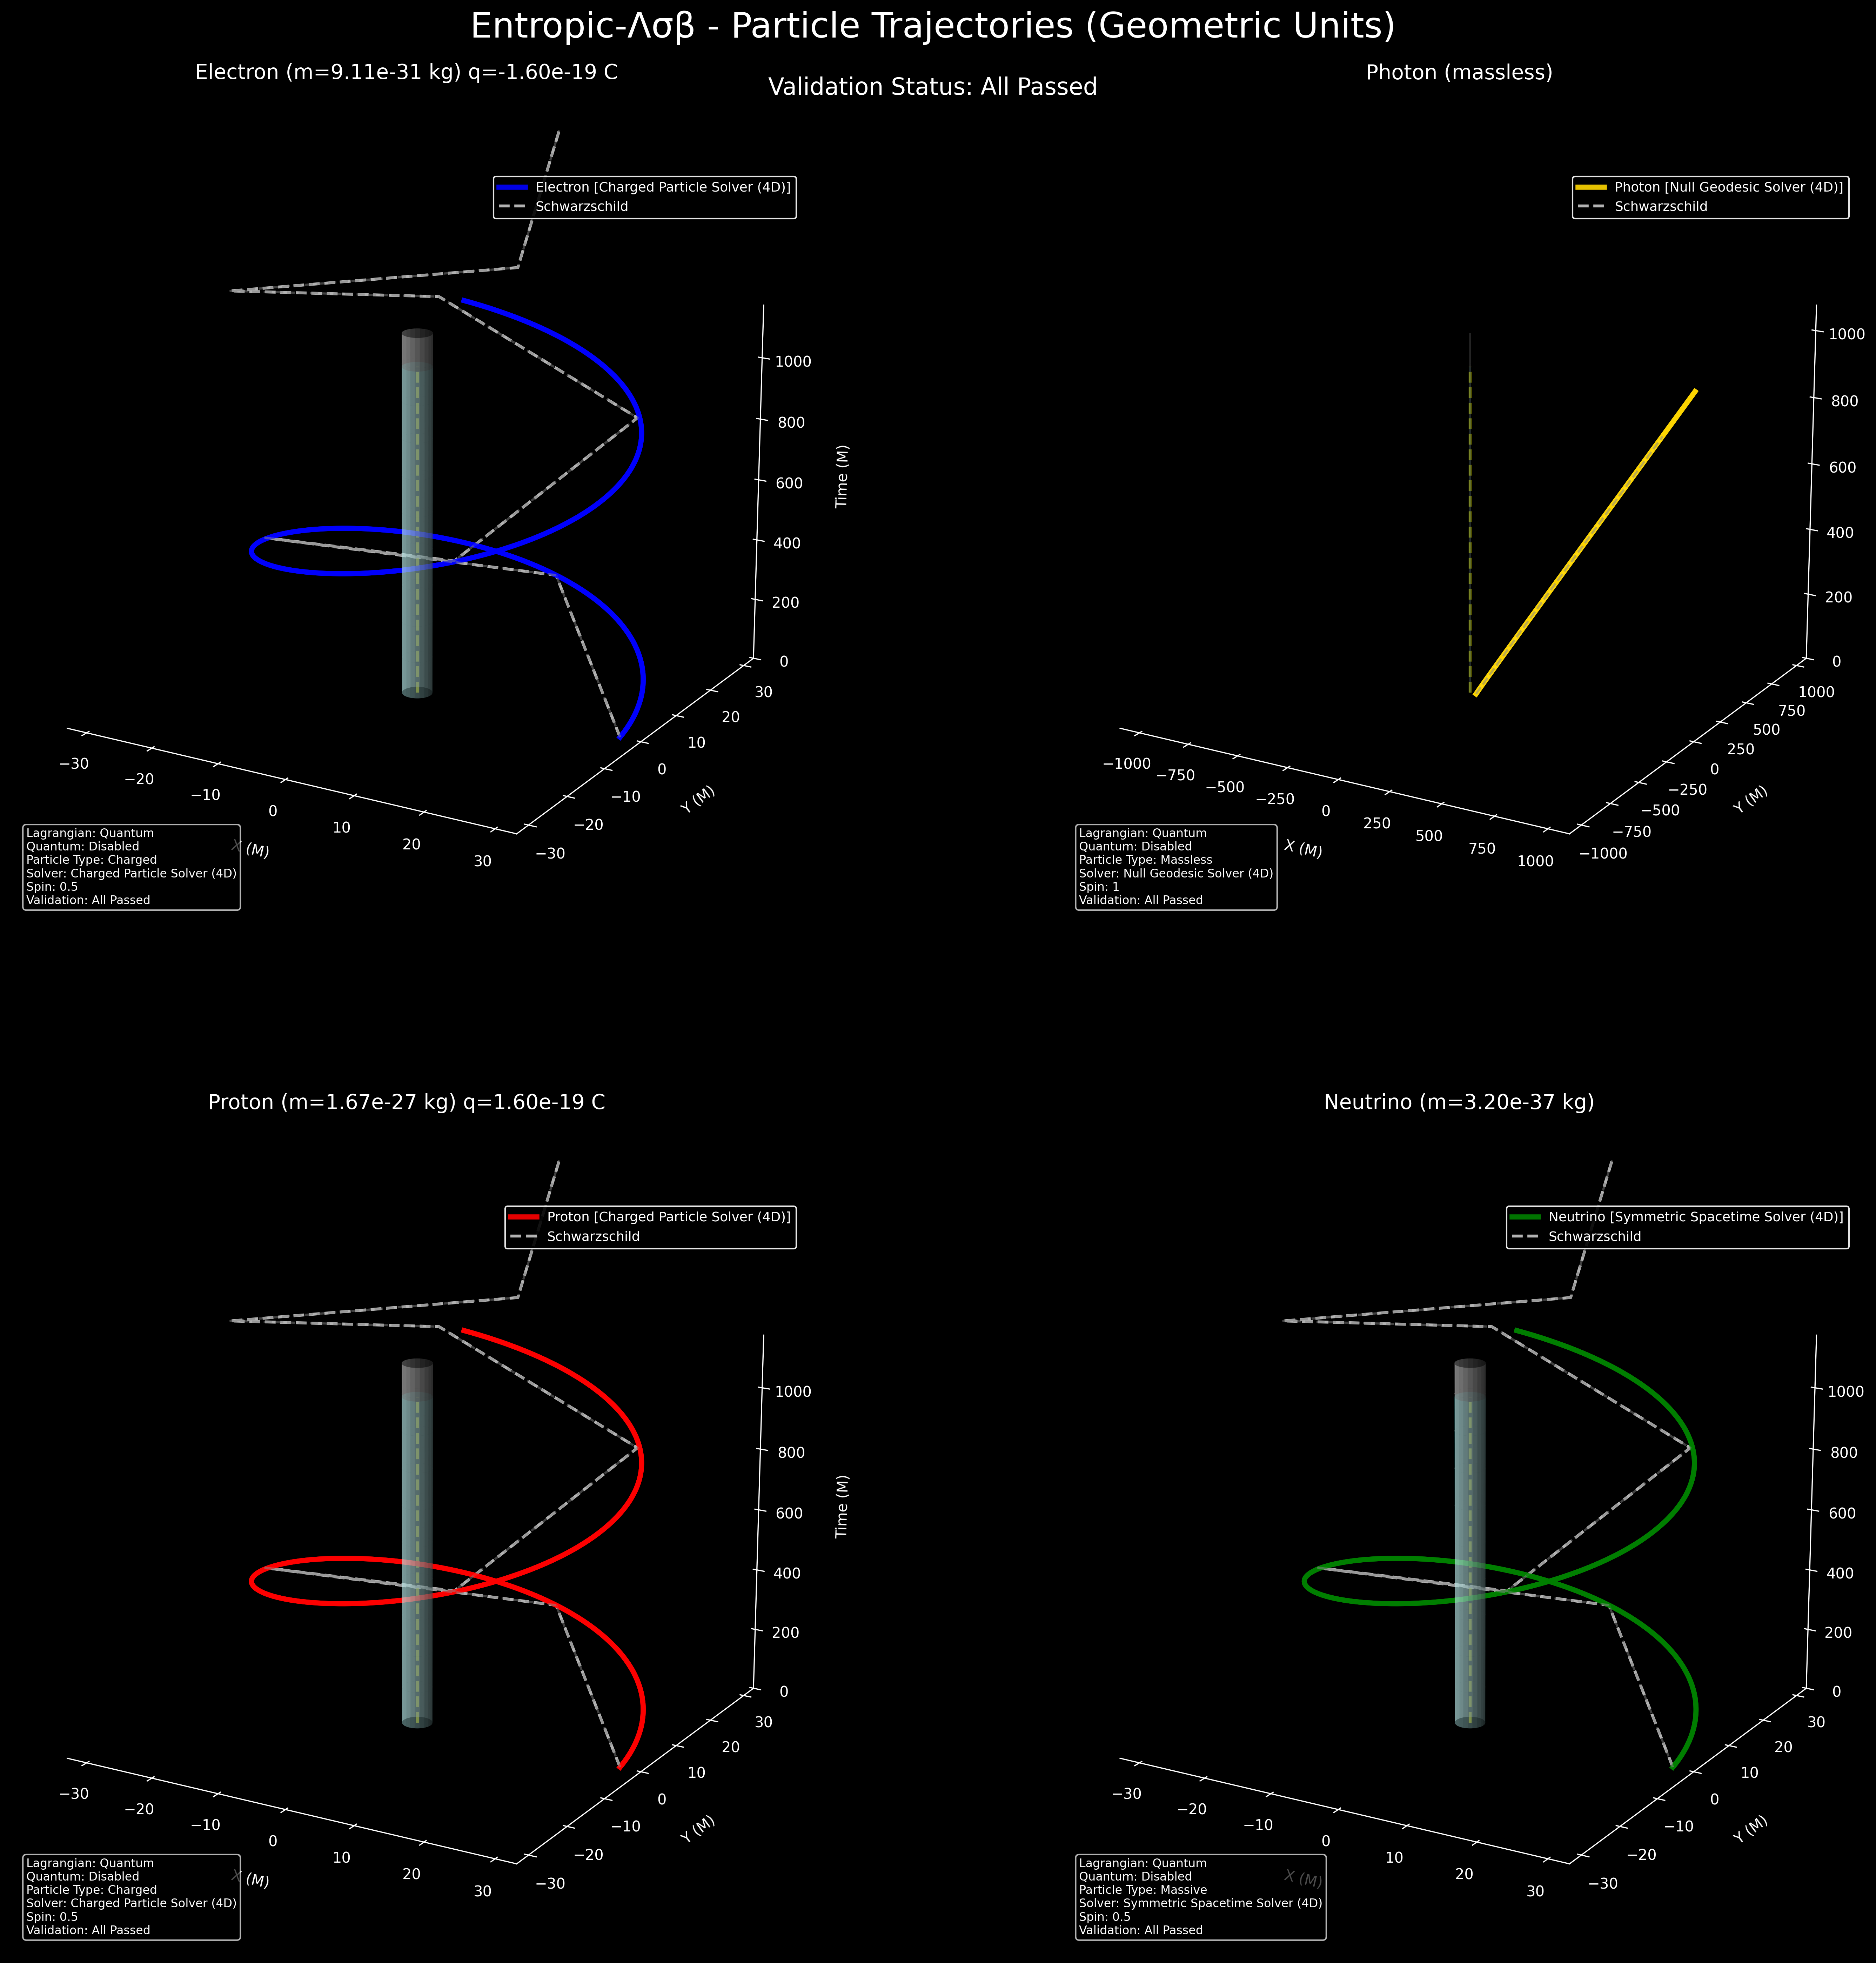 Entropic-Λσβ - Particle Trajectories (Geometric Units)
Validation Status: All Passed
Electron (m=9.11e-31 kg) q=-1.60e-19 C
Electron [Charged Particle Solver (4D)]
Schwarzschild
1000
800
600
400
200
0
Time (M)
30
20
10
0
−10
−20
−30
Y (M)
−30
−20
−10
0
10
20
30
X (M)
Lagrangian: Quantum
Quantum: Disabled
Particle Type: Charged
Solver: Charged Particle Solver (4D)
Spin: 0.5
Validation: All Passed
Photon (massless)
Photon [Null Geodesic Solver (4D)]
Schwarzschild
1000
800
600
400
200
0
1000
750
500
250
0
−250
−500
−750
−1000
Y (M)
−1000
−750
−500
−250
0
250
500
750
1000
X (M)
Lagrangian: Quantum
Quantum: Disabled
Particle Type: Massless
Solver: Null Geodesic Solver (4D)
Spin: 1
Validation: All Passed
Proton (m=1.67e-27 kg) q=1.60e-19 C
Proton [Charged Particle Solver (4D)]
Schwarzschild
1000
800
600
400
200
0
Time (M)
30
20
10
0
−10
−20
−30
Y (M)
−30
−20
−10
0
10
20
30
X (M)
Lagrangian: Quantum
Quantum: Disabled
Particle Type: Charged
Solver: Charged Particle Solver (4D)
Spin: 0.5
Validation: All Passed
Neutrino (m=3.20e-37 kg)
Neutrino [Symmetric Spacetime Solver (4D)]
Schwarzschild
1000
800
600
400
200
0
30
20
10
0
−10
−20
−30
Y (M)
−30
−20
−10
0
10
20
30
X (M)
Lagrangian: Quantum
Quantum: Disabled
Particle Type: Massive
Solver: Symmetric Spacetime Solver (4D)
Spin: 0.5
Validation: All Passed